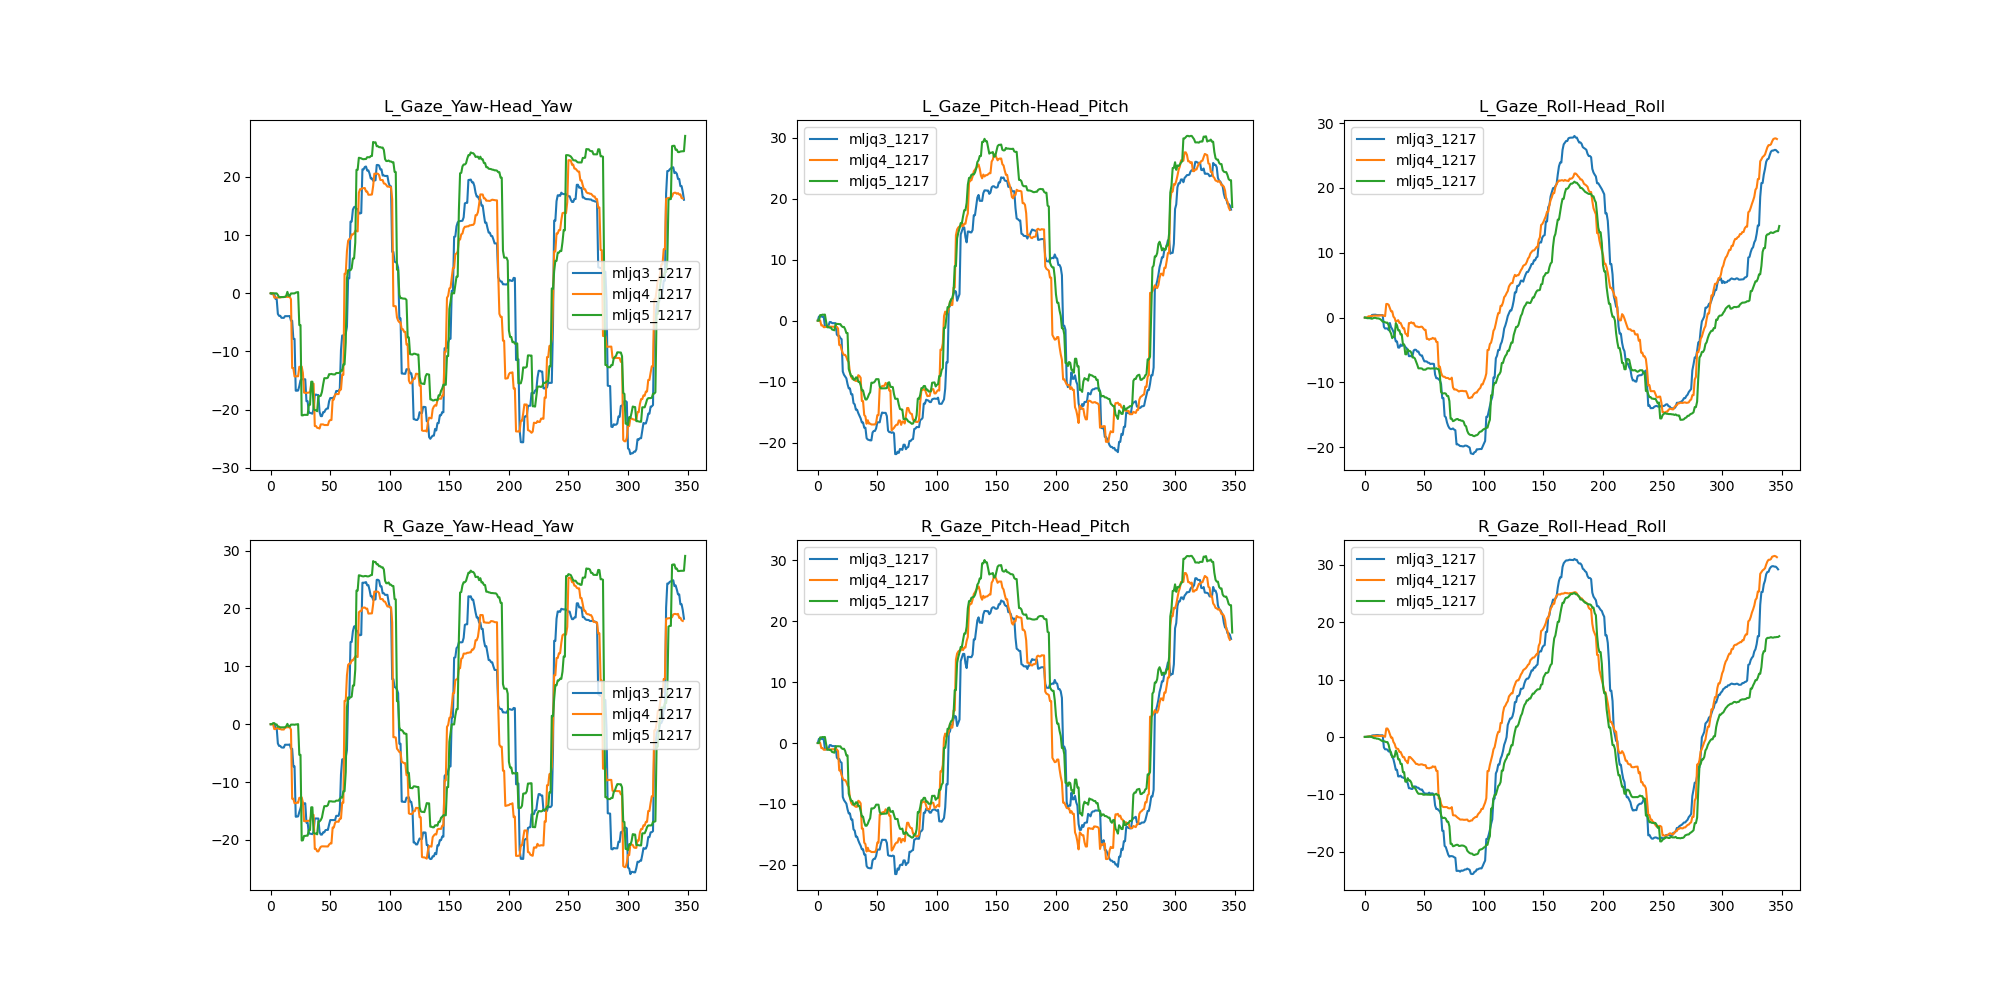 L_Gaze_Yaw-Head_Yaw
20
10
0
−10
−20
−30
0 50 100 150 200 250 300 350
mljq3_1217
mljq4_1217
mljq5_1217
L_Gaze_Pitch-Head_Pitch
30
20
10
0
−10
−20
0 50 100 150 200 250 300 350
mljq3_1217
mljq4_1217
mljq5_1217
L_Gaze_Roll-Head_Roll
30
20
10
0
−10
−20
0 50 100 150 200 250 300 350
mljq3_1217
mljq4_1217
mljq5_1217
R_Gaze_Yaw-Head_Yaw
30
20
10
0
−10
−20
0 50 100 150 200 250 300 350
mljq3_1217
mljq4_1217
mljq5_1217
R_Gaze_Pitch-Head_Pitch
30
20
10
0
−10
−20
0 50 100 150 200 250 300 350
mljq3_1217
mljq4_1217
mljq5_1217
R_Gaze_Roll-Head_Roll
30
20
10
0
−10
−20
0 50 100 150 200 250 300 350
mljq3_1217
mljq4_1217
mljq5_1217